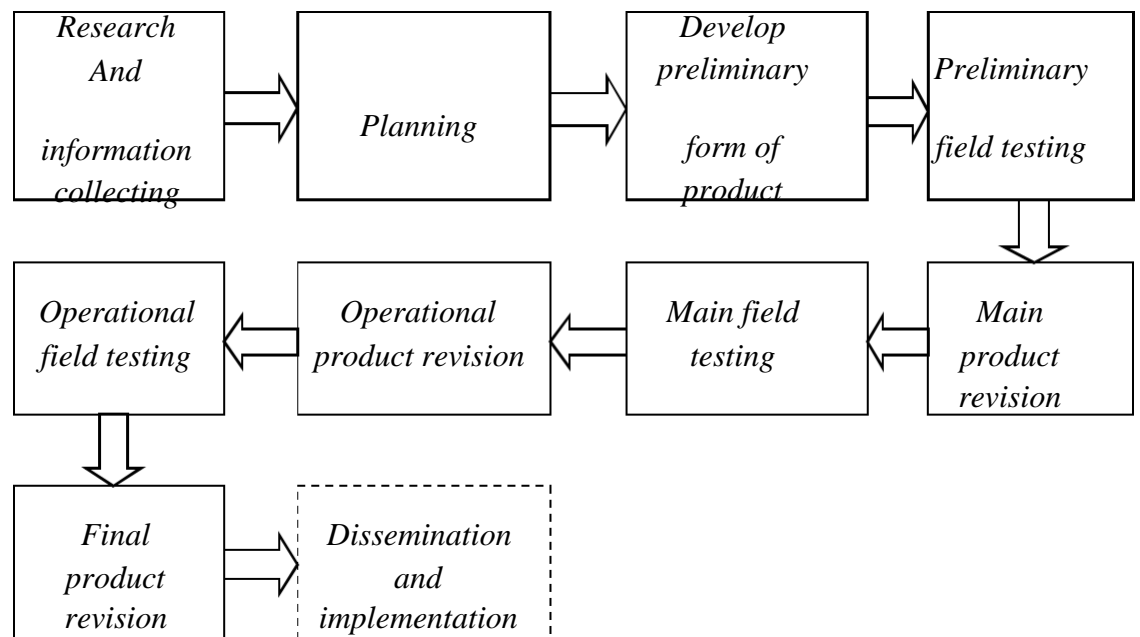 Research
And
information
collecting
Planning
Develop
preliminary
form of
product
Preliminary
field testing
Main
product
revision
Main field
testing
Operational
product revision
Operational
field testing
Final
product
revision
Dissemination
and
implementation